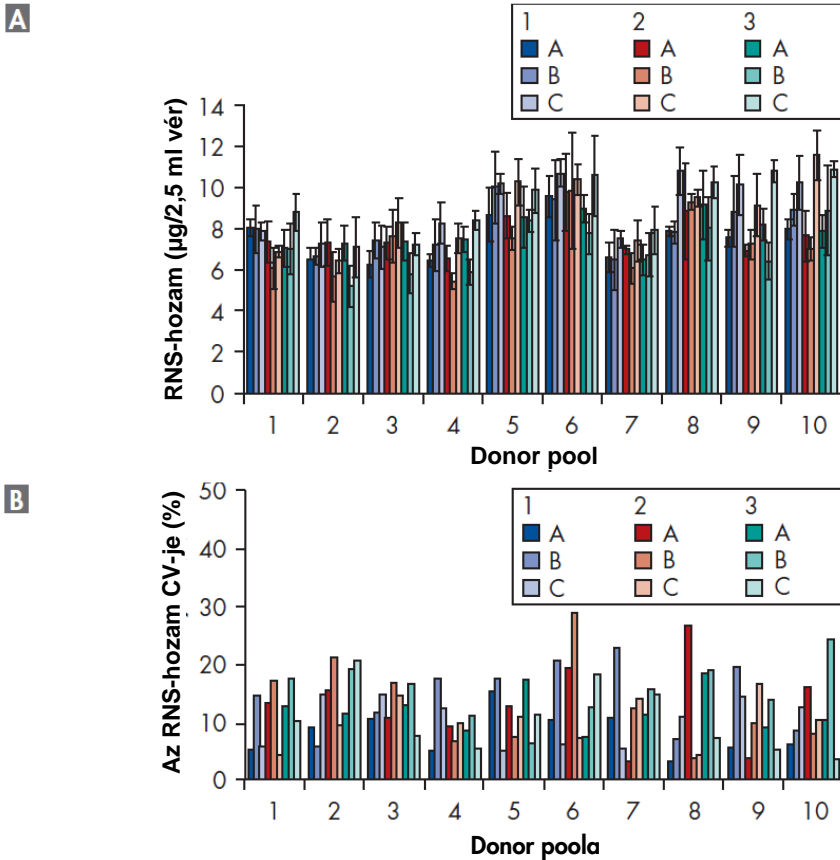 A
1 2 3
A A A
B B B
C C C
14
12
10
8
6
4
2
0
RNS-hozam (µg/2,5 ml vér)
1 2 3 4 5 6 7 8 9 10
Donor pool
B
1 2 3
A A A
B B B
C C C
50
40
30
20
10
0
Az RNS-hozam CV-je (%)
1 2 3 4 5 6 7 8 9 10
Donor poola